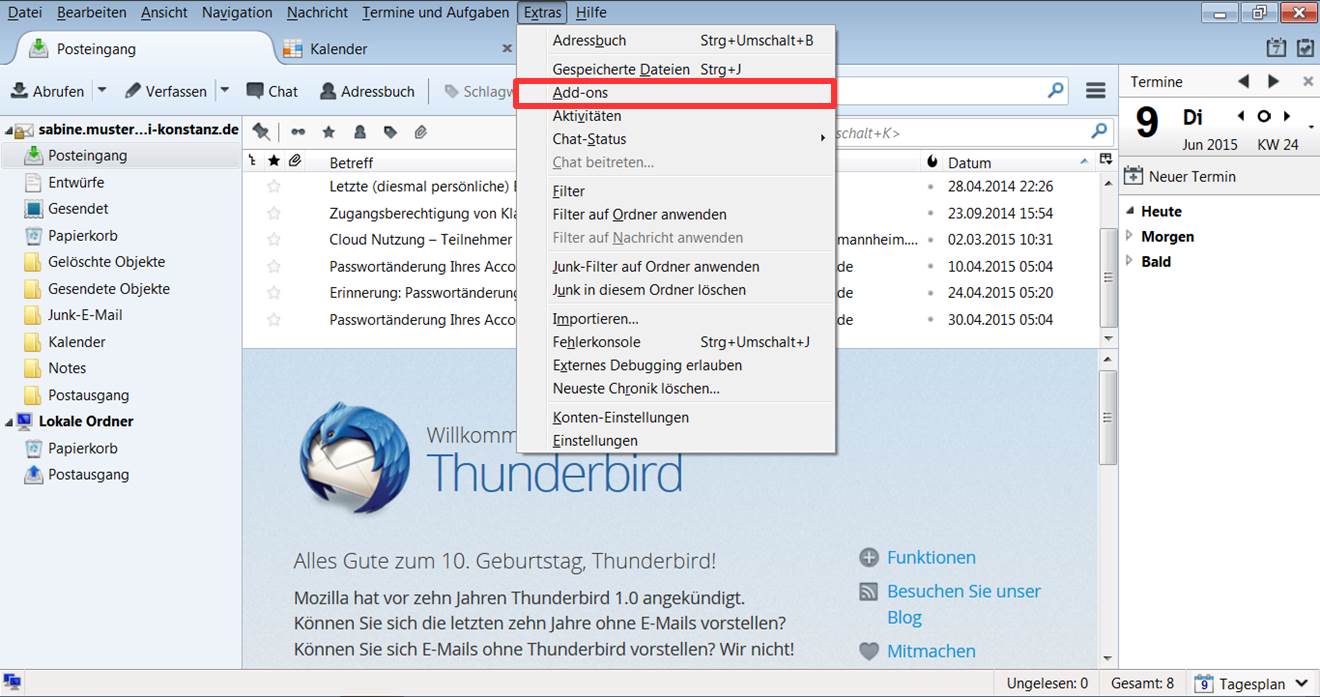 Datei Bearbeiten Ansicht Navigation Nachricht Termine und Aufgaben Extras Hilfe
Posteingang Kalender
Abrufen Verfassen Chat Adressbuch Schlagw
Adressbuch Strg+Umschalt+B
Gespeicherte Dateien Strg+J
Add-ons
Aktivitäten
Chat-Status
Chat beitreten...
Filter
Filter auf Ordner anwenden
Filter auf Nachricht anwenden
Junk-Filter auf Ordner anwenden
Junk in diesem Ordner löschen
Importieren...
Fehlerkonsole Strg+Umschalt+J
Externes Debugging erlauben
Neueste Chronik löschen...
Konten-Einstellungen
Einstellungen
sabine.muster...i-konstanz.de
Posteingang
Entwürfe
Gesendet
Papierkorb
Gelöschte Objekte
Gesendete Objekte
Junk-E-Mail
Kalender
Notes
Postausgang
Lokale Ordner
Papierkorb
Postausgang
schalt+K>
Betreff Datum
Letzte (diesmal persönliche) 28.04.2014 22:26
Zugangsberechtigung von Kla 23.09.2014 15:54
Cloud Nutzung – Teilnehmer mannheim.... 02.03.2015 10:31
Passwortänderung Ihres Acco de 10.04.2015 05:04
Erinnerung: Passwortänderung de 24.04.2015 05:20
Passwortänderung Ihres Acco de 30.04.2015 05:04
Willkomm
Thunderbird
Alles Gute zum 10. Geburtstag, Thunderbird!
Mozilla hat vor zehn Jahren Thunderbird 1.0 angekündigt.
Können Sie sich die letzten zehn Jahre ohne E-Mails vorstellen?
Können Sie sich E-Mails ohne Thunderbird vorstellen? Wir nicht!
Funktionen
Besuchen Sie unser
Blog
Mitmachen
Termine
9 Di
Jun 2015 KW 24
Neuer Termin
Heute
Morgen
Bald
Ungelesen: 0 Gesamt: 8 9 Tagesplan